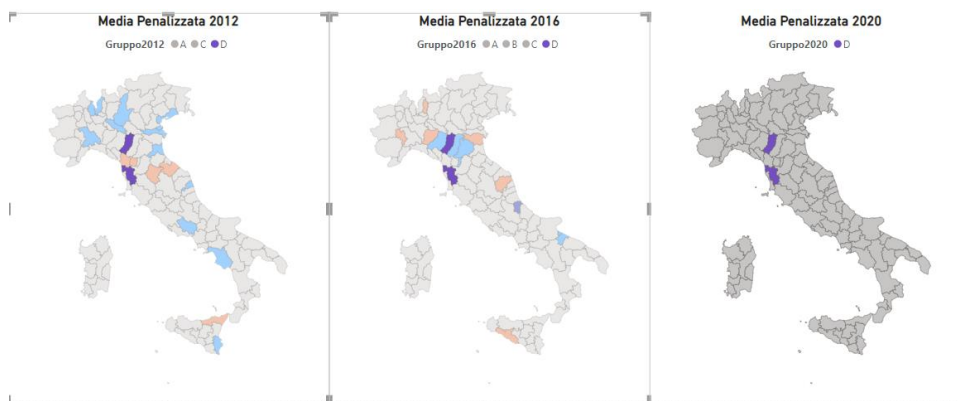 Media Penalizzata 2012
Gruppo2012 A C D
Media Penalizzata 2016
Gruppo2016 A B C D
Media Penalizzata 2020
Gruppo2020 D